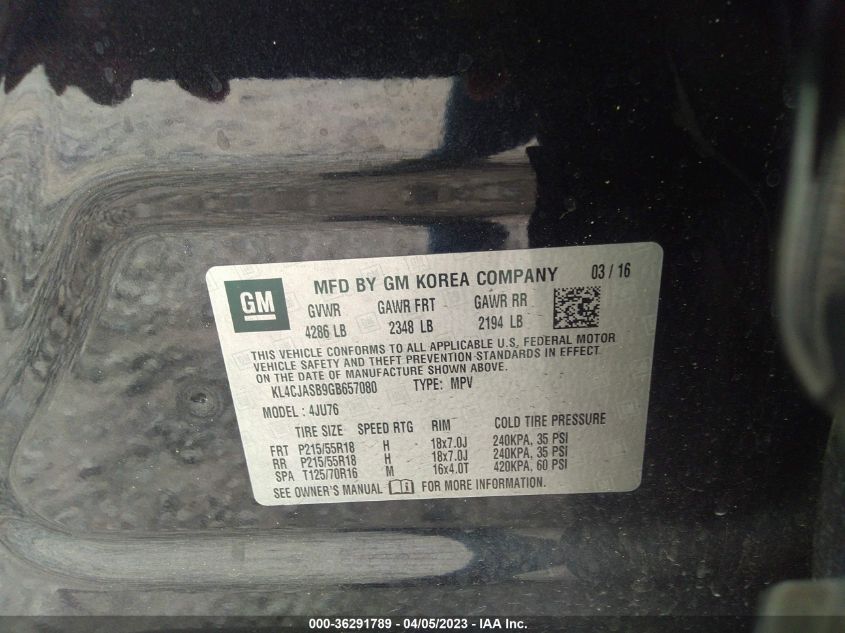 GM
MFD BY GM KOREA COMPANY 03 / 16
GVWR GAWR FRT GAWR RR
4286 LB 2348 LB 2194 LB
THIS VEHICLE CONFORMS TO ALL APPLICABLE U.S. FEDERAL MOTOR
VEHICLE SAFETY AND THEFT PREVENTION STANDARDS IN EFFECT
ON THE DATE OF MANUFACTURE SHOWN ABOVE.
KL4CJASB9GB657080 TYPE: MPV
MODEL: 4JU76
TIRE SIZE SPEED RTG RIM COLD TIRE PRESSURE
FRT P215/55R18 H 18x7.0J 240KPA, 35 PSI
RR P215/55R18 H 18x7.0J 240KPA, 35 PSI
SPA T125/70R16 M 16x4.0T 420KPA, 60 PSI
SEE OWNER'S MANUAL FOR MORE INFORMATION.
000-36291789 - 04/05/2023 - IAA Inc.